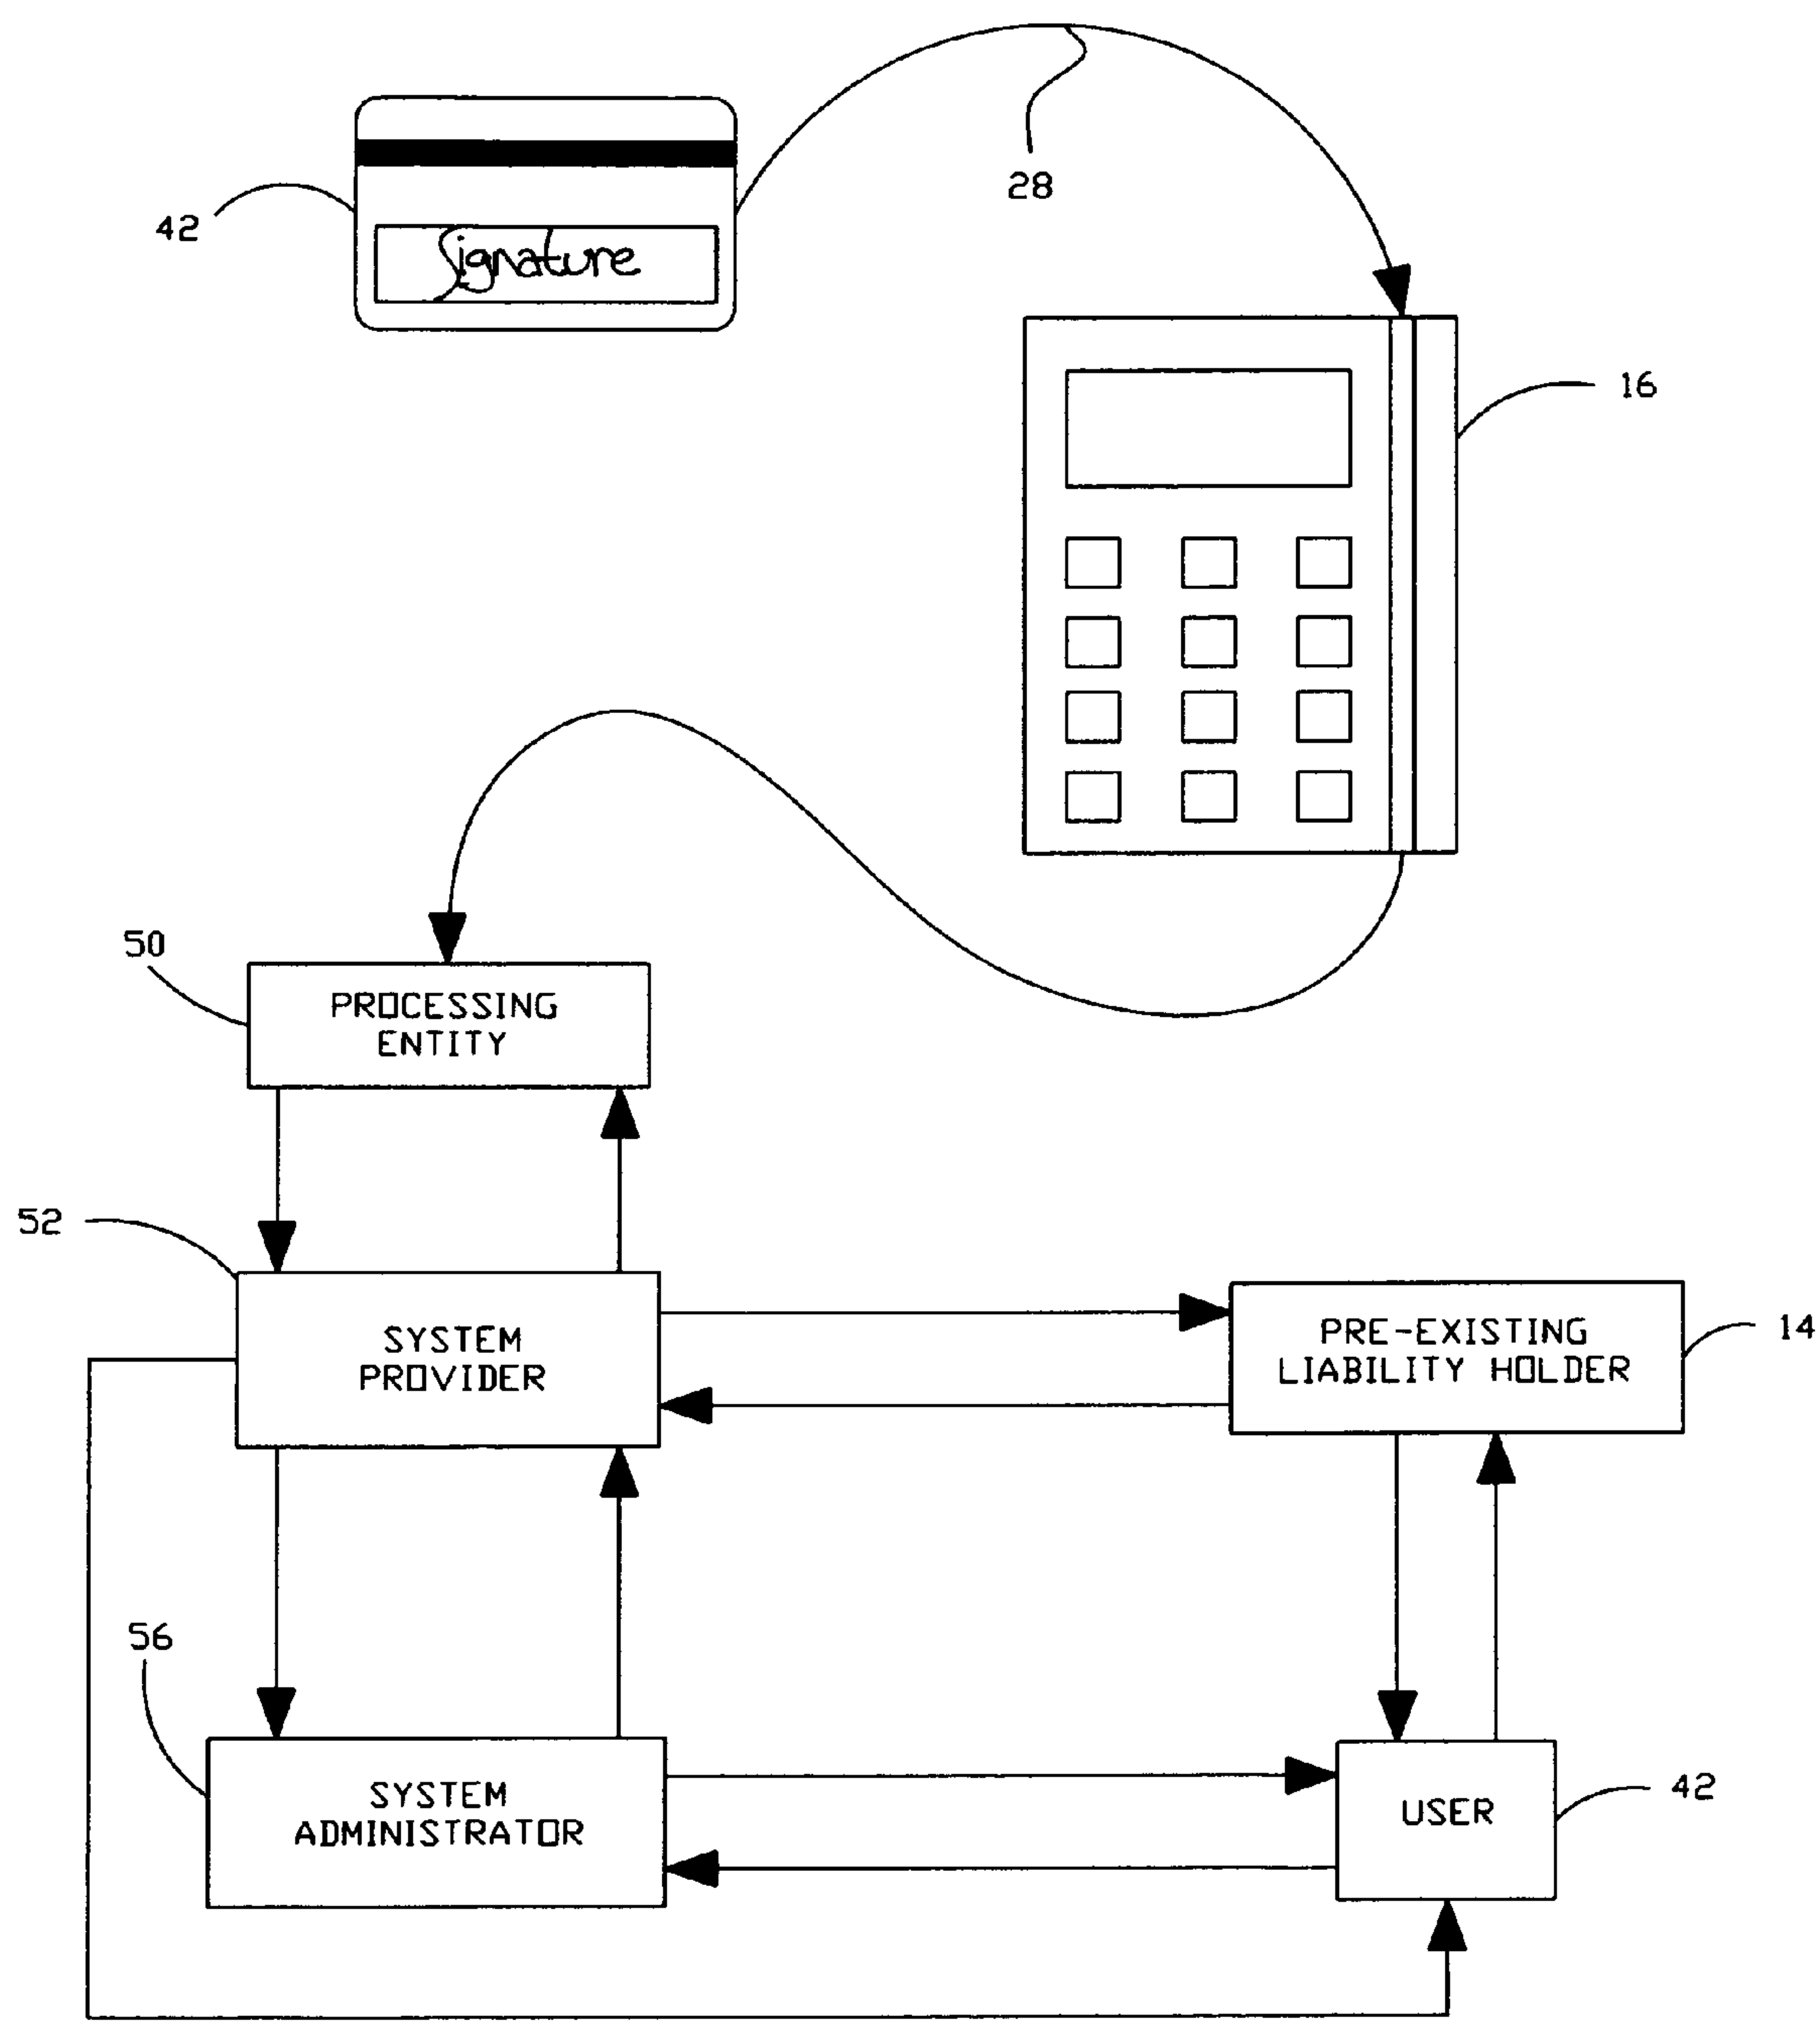 28
42
Signature
16
50
PROCESSING
ENTITY
52
SYSTEM
PROVIDER
PRE-EXISTING
LIABILITY HOLDER
14
56
SYSTEM
ADMINISTRATOR
USER
42